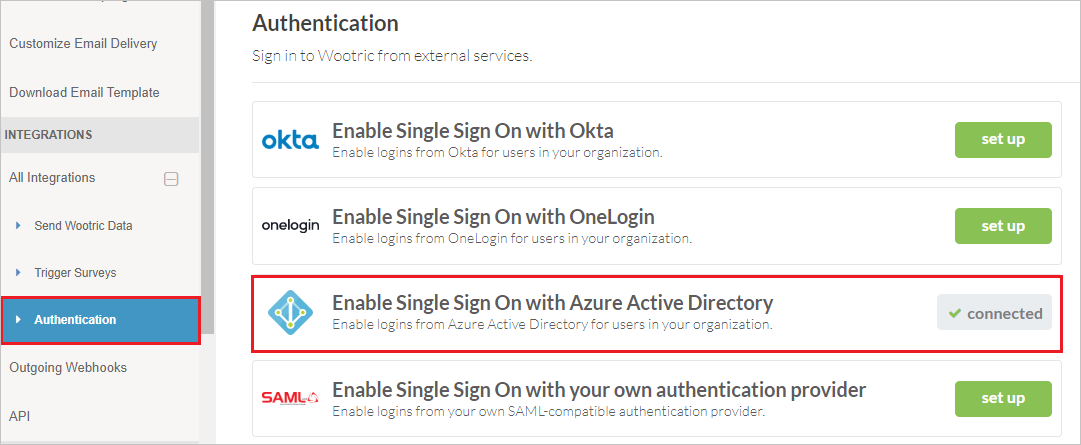 Customize Email Delivery
Download Email Template
INTEGRATIONS
All Integrations
Send Wootric Data
Trigger Surveys
Authentication
Outgoing Webhooks
API
Authentication
Sign in to Wootric from external services.
okta
Enable Single Sign On with Okta
Enable logins from Okta for users in your organization.
set up
onelogin
Enable Single Sign On with OneLogin
Enable logins from OneLogin for users in your organization.
set up
Enable Single Sign On with Azure Active Directory
Enable logins from Azure Active Directory for users in your organization.
connected
SAML
Enable Single Sign On with your own authentication provider
Enable logins from your own SAML-compatible authentication provider.
set up